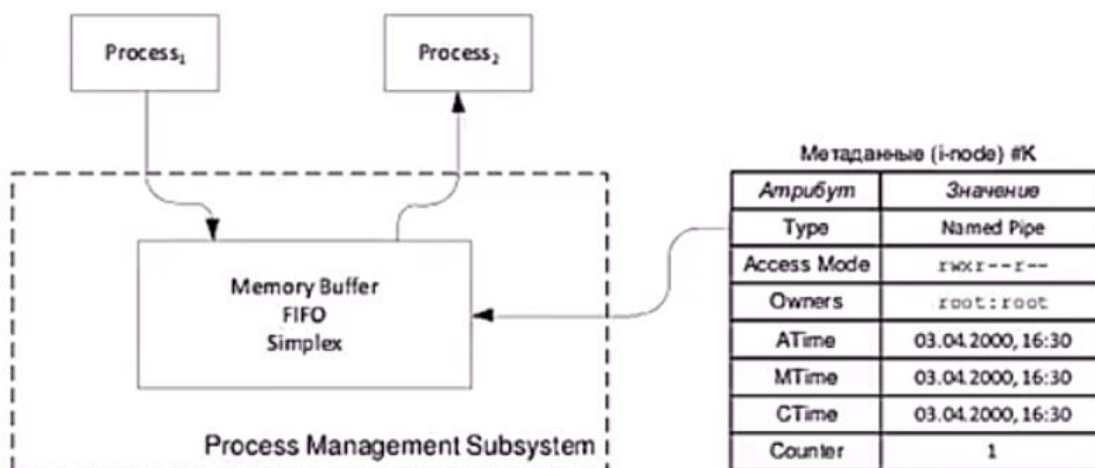 Process₁
Process₂
Memory Buffer
FIFO
Simplex
Process Management Subsystem
Метаданные (i-node) #K
Атрибут Значение
Type Named Pipe
Access Mode rwxr--r--
Owners root:root
ATime 03.04.2000, 16:30
MTime 03.04.2000, 16:30
CTime 03.04.2000, 16:30
Counter 1